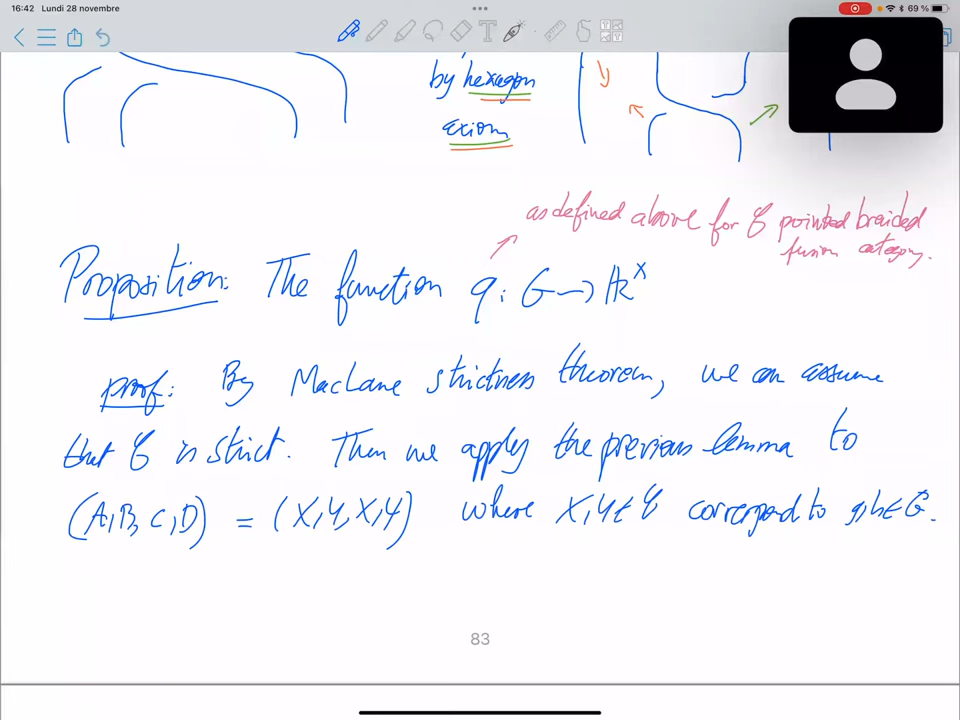 16:42 Lundi 28 novembre
69 %
by hexagon
axiom
as defined above for 𝒞 pointed braided
fusion category.
Proposition: The function q: G → 𝕜^×
proof: By MacLane strictness theorem, we can assume
that 𝒞 is strict. Then we apply the previous lemma to
(A, B, C, D) = (X, Y, X, Y) where X, Y ∈ 𝒞 correspond to g, h ∈ G.
83